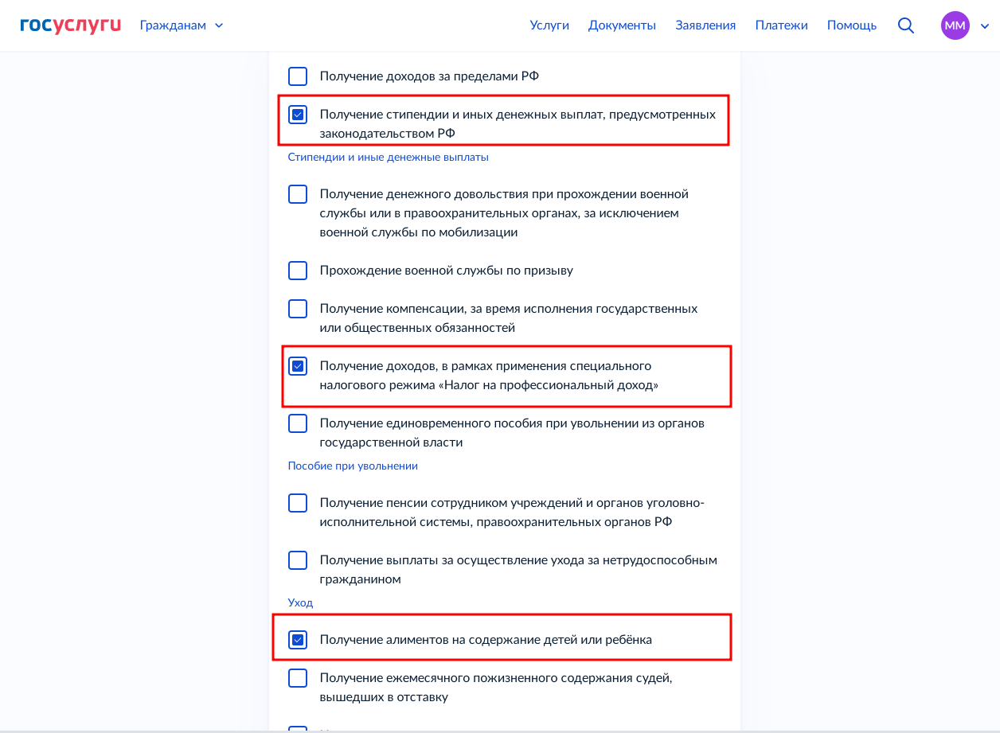 госуслуги Гражданам Услуги Документы Заявления Платежи Помощь ММ
Получение доходов за пределами РФ
Получение стипендии и иных денежных выплат, предусмотренных
законодательством РФ
Стипендии и иные денежные выплаты
Получение денежного довольствия при прохождении военной
службы или в правоохранительных органах, за исключением
военной службы по мобилизации
Прохождение военной службы по призыву
Получение компенсации, за время исполнения государственных
или общественных обязанностей
Получение доходов, в рамках применения специального
налогового режима «Налог на профессиональный доход»
Получение единовременного пособия при увольнении из органов
государственной власти
Пособие при увольнении
Получение пенсии сотрудником учреждений и органов уголовно-
исполнительной системы, правоохранительных органов РФ
Получение выплаты за осуществление ухода за нетрудоспособным
гражданином
Уход
Получение алиментов на содержание детей или ребёнка
Получение ежемесячного пожизненного содержания судей,
вышедших в отставку